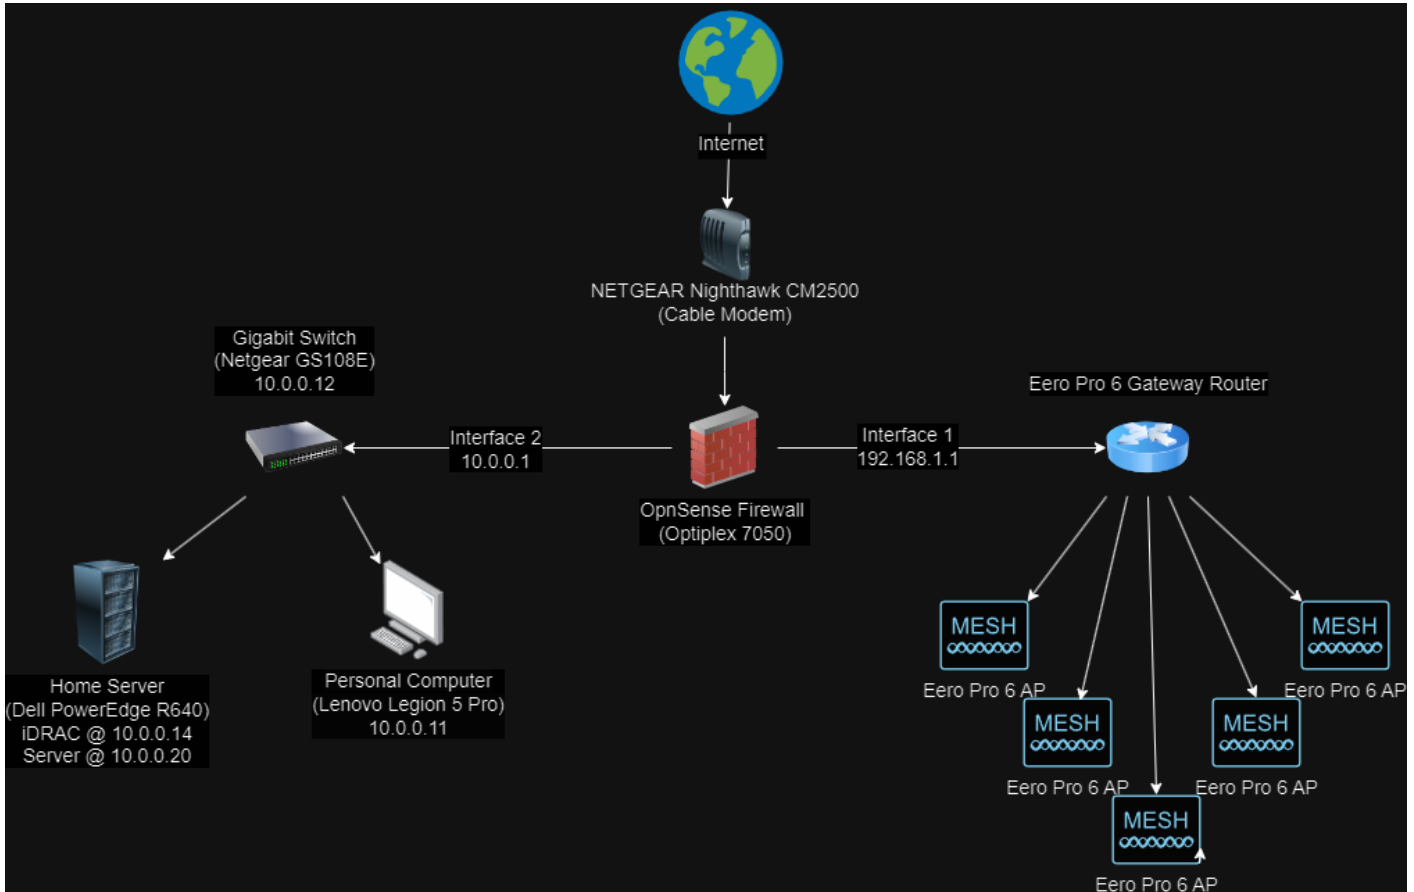 Internet
NETGEAR Nighthawk CM2500
(Cable Modem)
Gigabit Switch
(Netgear GS108E)
10.0.0.12
Eero Pro 6 Gateway Router
Interface 2
10.0.0.1
Interface 1
192.168.1.1
OpnSense Firewall
(Optiplex 7050)
Home Server
(Dell PowerEdge R640)
iDRAC @ 10.0.0.14
Server @ 10.0.0.20
Personal Computer
(Lenovo Legion 5 Pro)
10.0.0.11
MESH
Eero Pro 6 AP
MESH
Eero Pro 6 AP
MESH
Eero Pro 6 AP
MESH
Eero Pro 6 AP
MESH
Eero Pro 6 AP